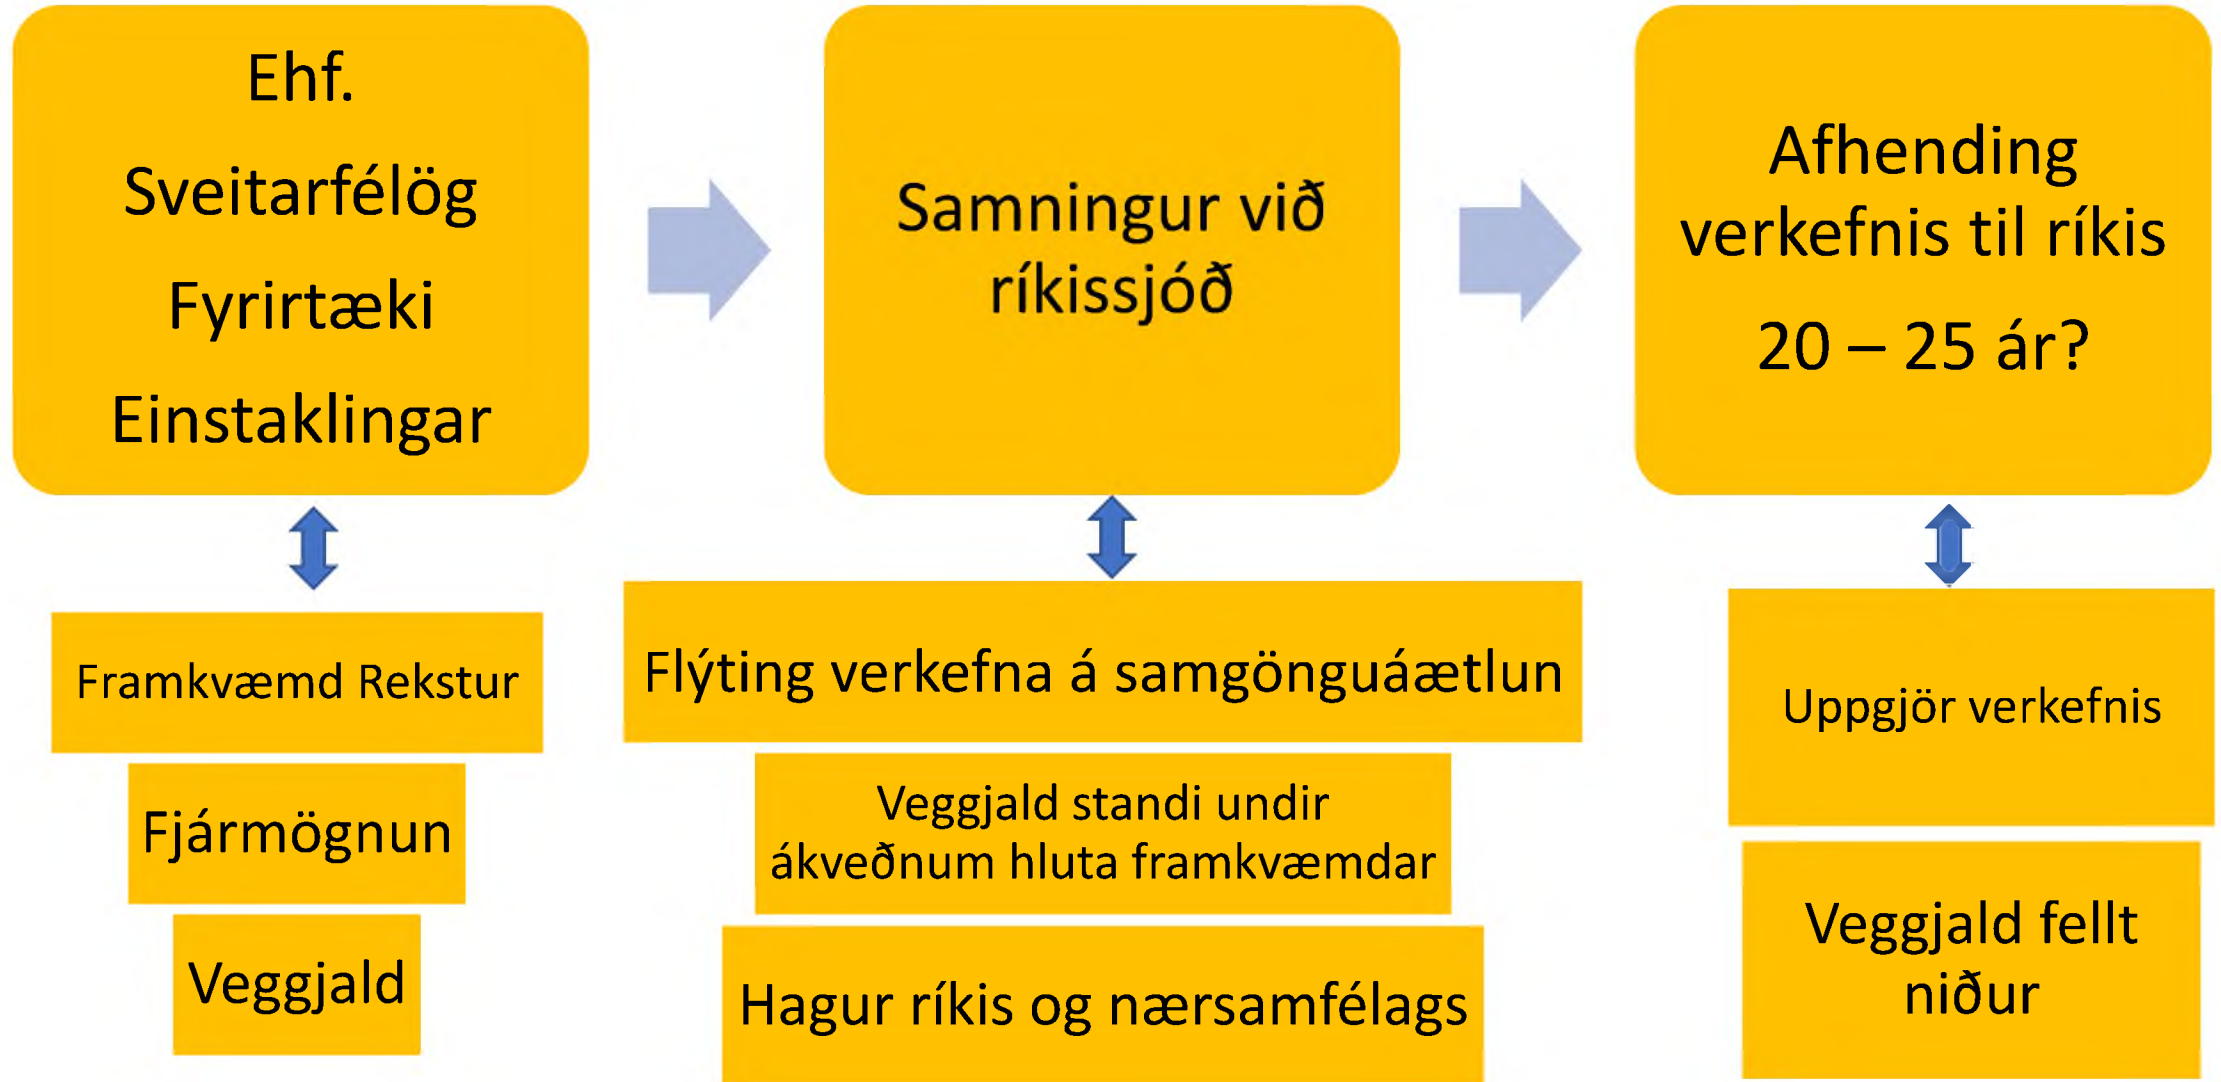 Ehf.
Sveitarfélög
Fyrirtæki
Einstaklingar
Samningur við
ríkissjóð
Afhending
verkefnis til ríkis
20 – 25 ár?
Framkvæmd Rekstur
Fjármögnun
Veggjald
Flýting verkefna á samgönguáætlun
Veggjald standi undir
ákveðnum hluta framkvæmdar
Hagur ríkis og nærsamfélags
Uppgjör verkefnis
Veggjald fellt
niður